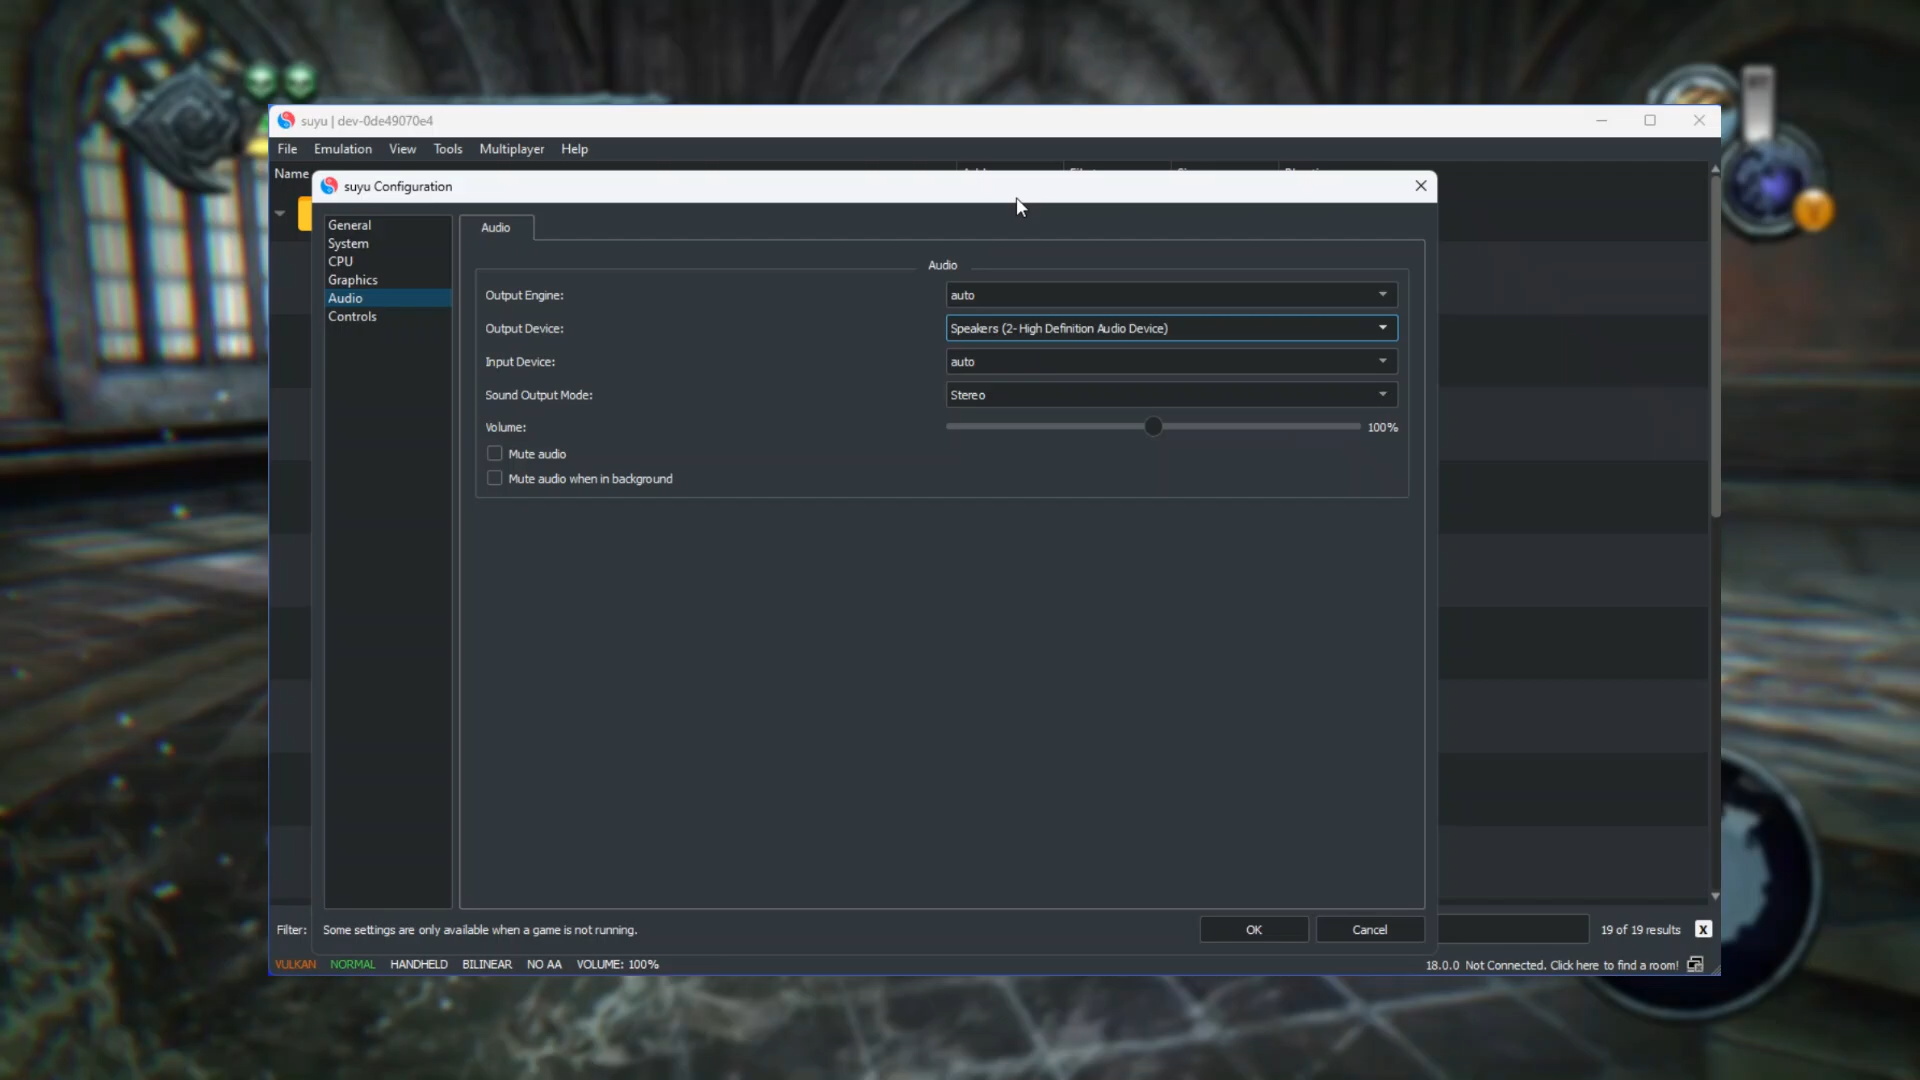 suyu | dev-0de49070e4
File Emulation View Tools Multiplayer Help
Name
suyu Configuration
General
System
CPU
Graphics
Audio
Controls
Audio
Audio
Output Engine: auto
Output Device: Speakers (2- High Definition Audio Device)
Input Device: auto
Sound Output Mode: Stereo
Volume: 100%
Mute audio
Mute audio when in background
Filter: Some settings are only available when a game is not running. OK Cancel 19 of 19 results X
VULKAN NORMAL HANDHELD BILINEAR NO AA VOLUME: 100% 18.0.0 Not Connected. Click here to find a room!